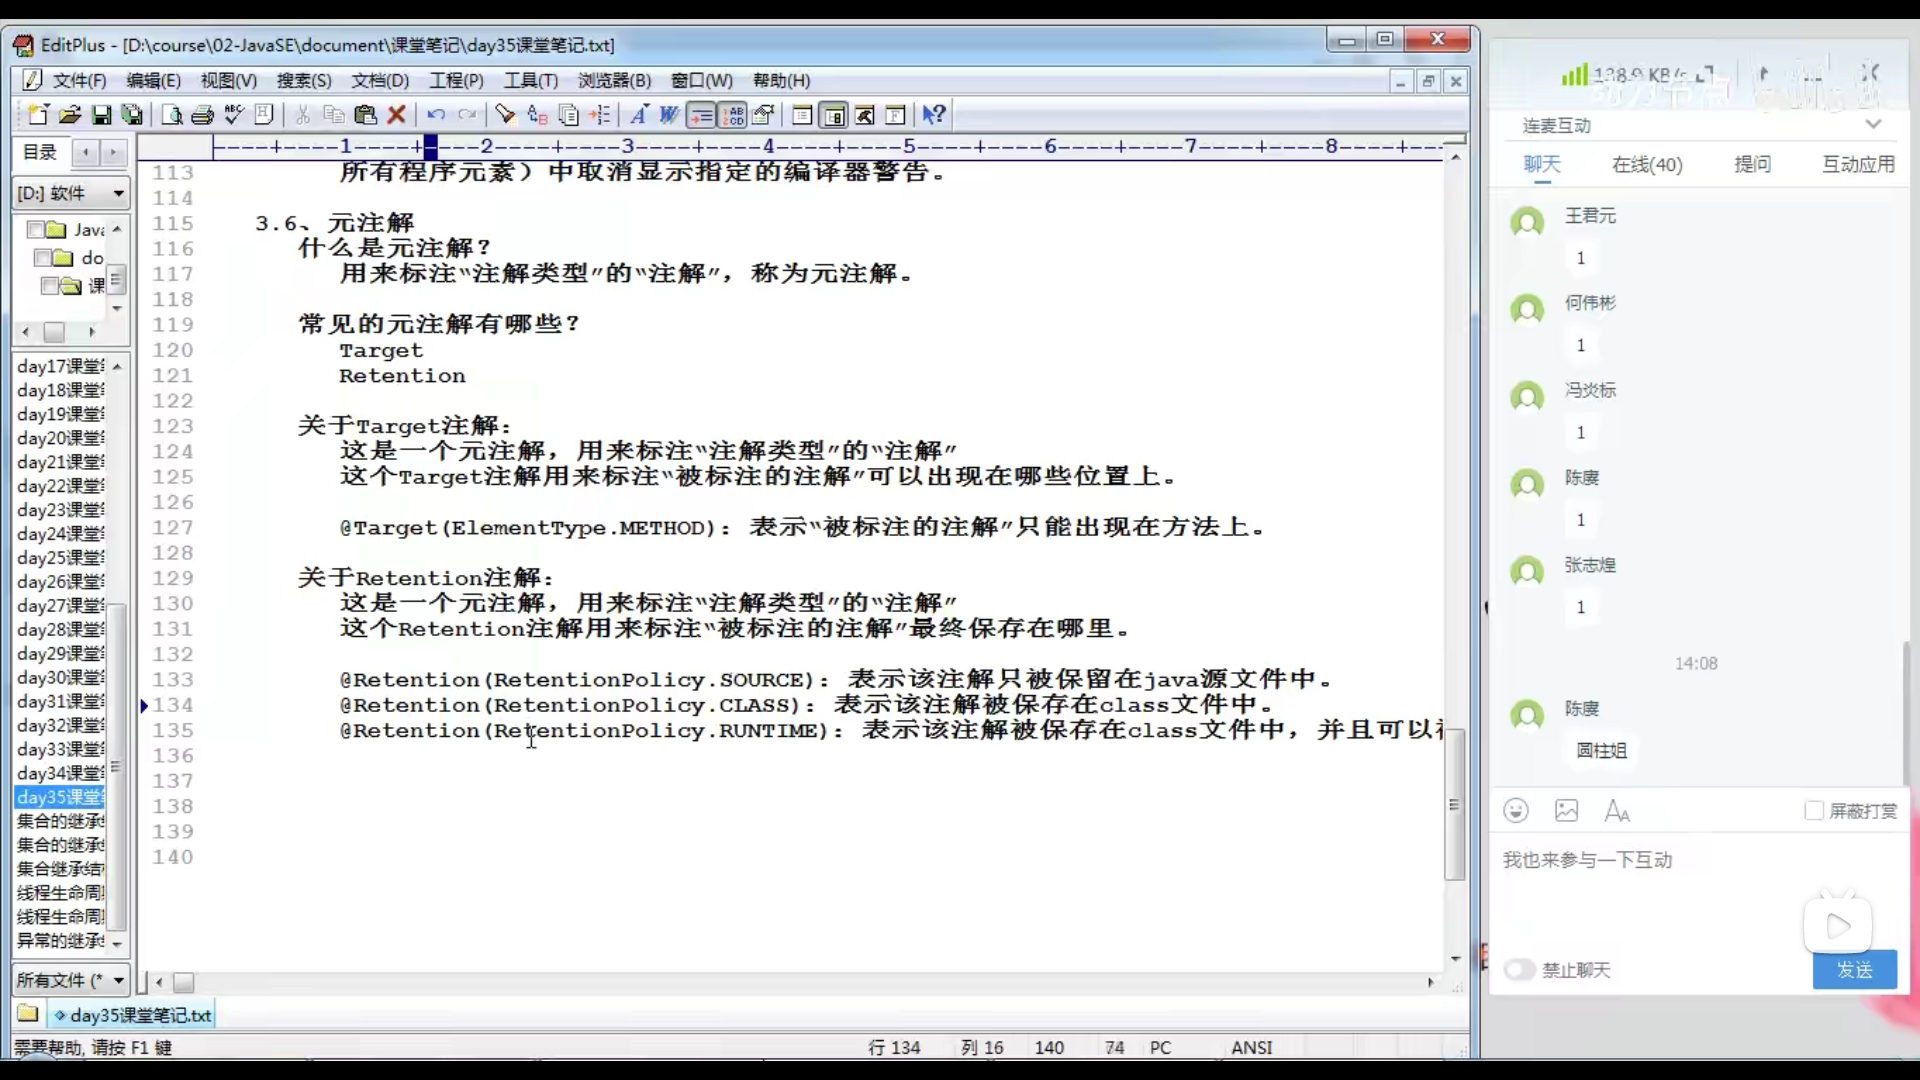 EditPlus - [D:\course\02-JavaSE\document\课堂笔记\day35课堂笔记.txt]
文件(F) 编辑(E) 视图(V) 搜索(S) 文档(D) 工程(P) 工具(T) 浏览器(B) 窗口(W) 帮助(H)
目录
[D:] 软件
Java
do
课
day17课堂
day18课堂
day19课堂
day20课堂
day21课堂
day22课堂
day23课堂
day24课堂
day25课堂
day26课堂
day27课堂
day28课堂
day29课堂
day30课堂
day31课堂
day32课堂
day33课堂
day34课堂
day35课堂
集合的继承
集合继承结
线程生命周
线程生命周
异常的继承
所有文件 (*
----+----1----+----2----+----3----+----4----+----5----+----6----+----7----+----8----+---
113 所有程序元素）中取消显示指定的编译器警告。
114
115 3.6、元注解
116 什么是元注解？
117 用来标注“注解类型”的“注解”，称为元注解。
118
119 常见的元注解有哪些？
120 Target
121 Retention
122
123 关于Target注解：
124 这是一个元注解，用来标注“注解类型”的“注解”
125 这个Target注解用来标注“被标注的注解”可以出现在哪些位置上。
126
127 @Target(ElementType.METHOD)：表示“被标注的注解”只能出现在方法上。
128
129 关于Retention注解：
130 这是一个元注解，用来标注“注解类型”的“注解”
131 这个Retention注解用来标注“被标注的注解”最终保存在哪里。
132
133 @Retention(RetentionPolicy.SOURCE)：表示该注解只被保留在java源文件中。
134 @Retention(RetentionPolicy.CLASS)：表示该注解被保存在class文件中。
135 @Retention(RetentionPolicy.RUNTIME)：表示该注解被保存在class文件中，并且可以
136
137
138
139
140
day35课堂笔记.txt
需要帮助, 请按 F1 键 行 134 列 16 140 74 PC ANSI
138.9 KB/s
连麦互动
聊天 在线(40) 提问 互动应用
王君元
1
何伟彬
1
冯炎标
1
陈赓
1
张志煌
1
14:08
陈赓
圆柱姐
屏蔽打赏
我也来参与一下互动
禁止聊天
发送